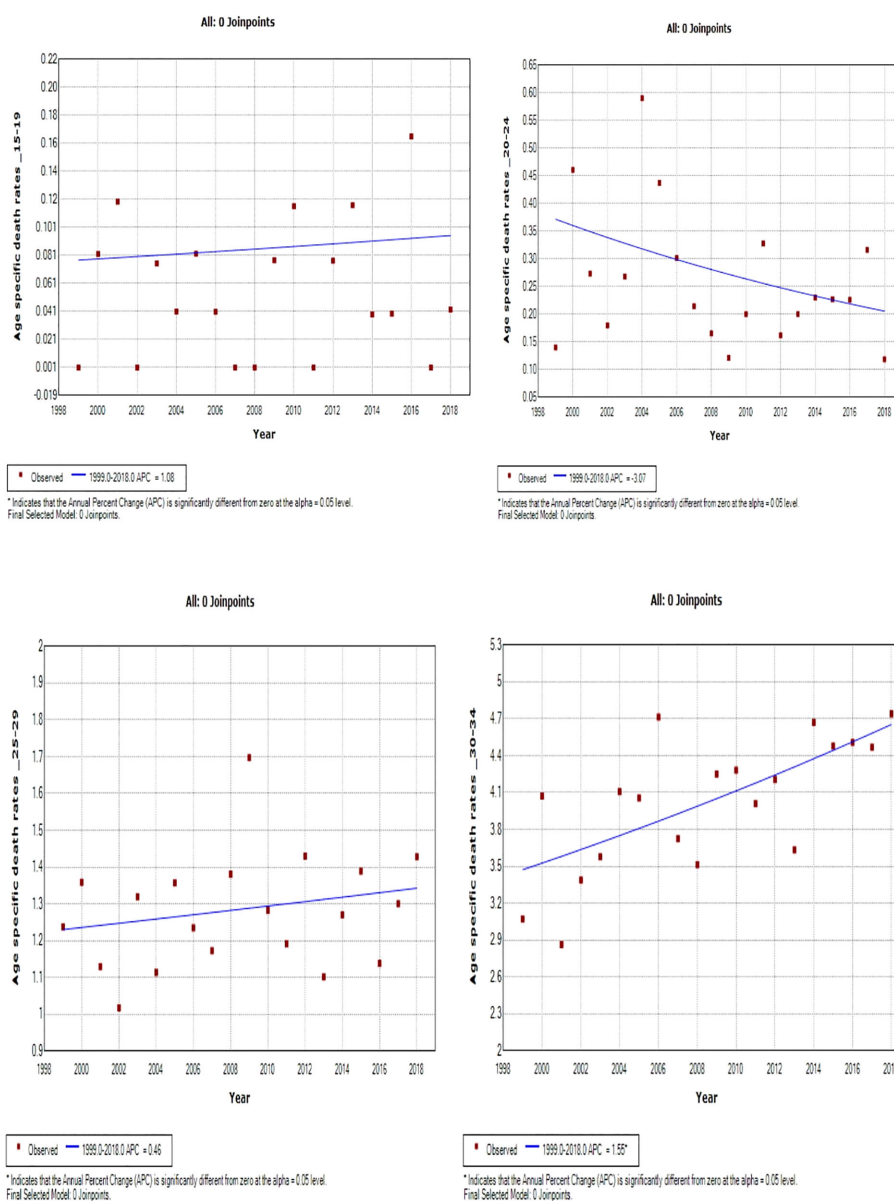 All: 0 Joinpoints
Age specific death rates _15-19
0.22
0.2
0.18
0.16
0.14
0.12
0.101
0.081
0.061
0.041
0.021
0.001
-0.019
1998 2000 2002 2004 2006 2008 2010 2012 2014 2016 2018
Year
Observed 1999.0-2018.0 APC = 1.08
* Indicates that the Annual Percent Change (APC) is significantly different from zero at the alpha = 0.05 level.
Final Selected Model: 0 Joinpoints.
All: 0 Joinpoints
Age specific death rates _20-24
0.65
0.60
0.55
0.50
0.45
0.40
0.35
0.30
0.25
0.20
0.15
0.10
0.05
1998 2000 2002 2004 2006 2008 2010 2012 2014 2016 2018
Year
Observed 1999.0-2018.0 APC = -3.07
* Indicates that the Annual Percent Change (APC) is significantly different from zero at the alpha = 0.05 level.
Final Selected Model: 0 Joinpoints.
All: 0 Joinpoints
Age specific death rates _25-29
2
1.9
1.8
1.7
1.6
1.5
1.4
1.3
1.2
1.1
1
0.9
1998 2000 2002 2004 2006 2008 2010 2012 2014 2016 2018
Year
Observed 1999.0-2018.0 APC = 0.46
* Indicates that the Annual Percent Change (APC) is significantly different from zero at the alpha = 0.05 level.
Final Selected Model: 0 Joinpoints.
All: 0 Joinpoints
Age specific death rates _30-34
5.3
5
4.7
4.4
4.1
3.8
3.5
3.2
2.9
2.6
2.3
2
1998 2000 2002 2004 2006 2008 2010 2012 2014 2016 201
Year
Observed 1999.0-2018.0 APC = 1.55*
* Indicates that the Annual Percent Change (APC) is significantly different from zero at the alpha = 0.05 level.
Final Selected Model: 0 Joinpoints.